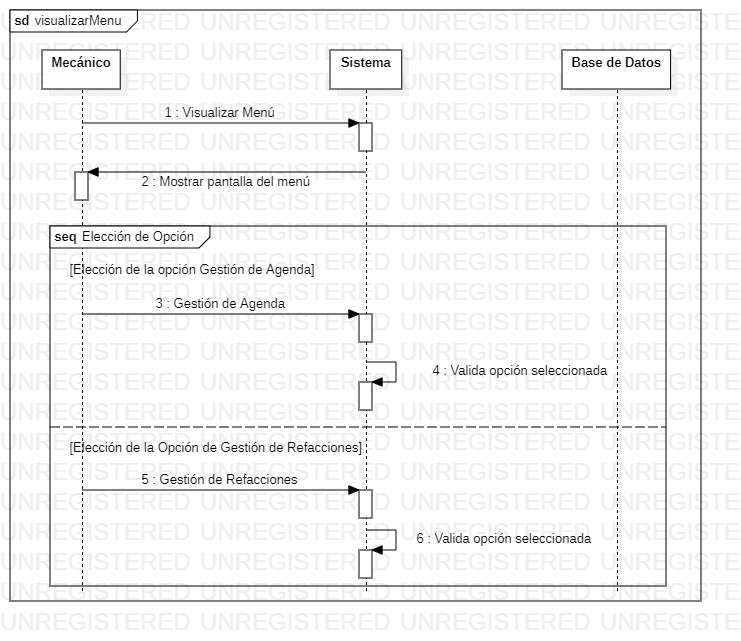 sd visualizarMenu
Mecánico
Sistema
Base de Datos
1 : Visualizar Menú
2 : Mostrar pantalla del menú
seq Elección de Opción
[Elección de la opción Gestión de Agenda]
3 : Gestión de Agenda
4 : Valida opción seleccionada
[Elección de la Opción de Gestión de Refacciones]
5 : Gestión de Refacciones
6 : Valida opción seleccionada
UNREGISTERED UNREGISTERED UNREGISTERED